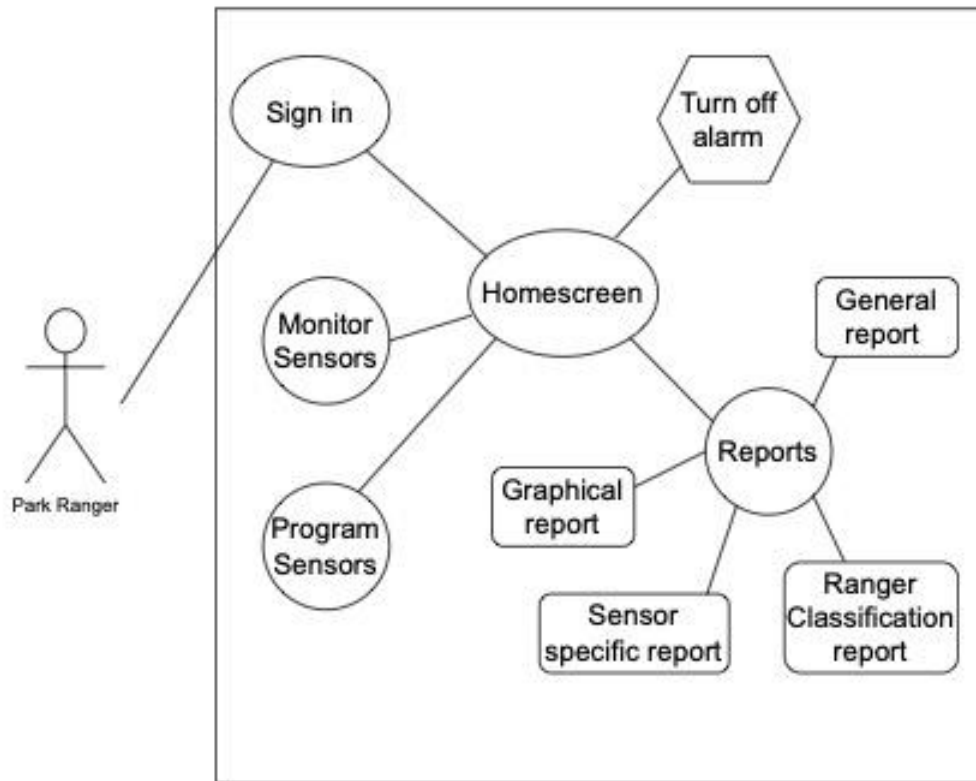 Sign in
Turn off
alarm
Homescreen
Monitor
Sensors
General
report
Reports
Graphical
report
Park Ranger
Program
Sensors
Sensor
specific report
Ranger
Classification
report